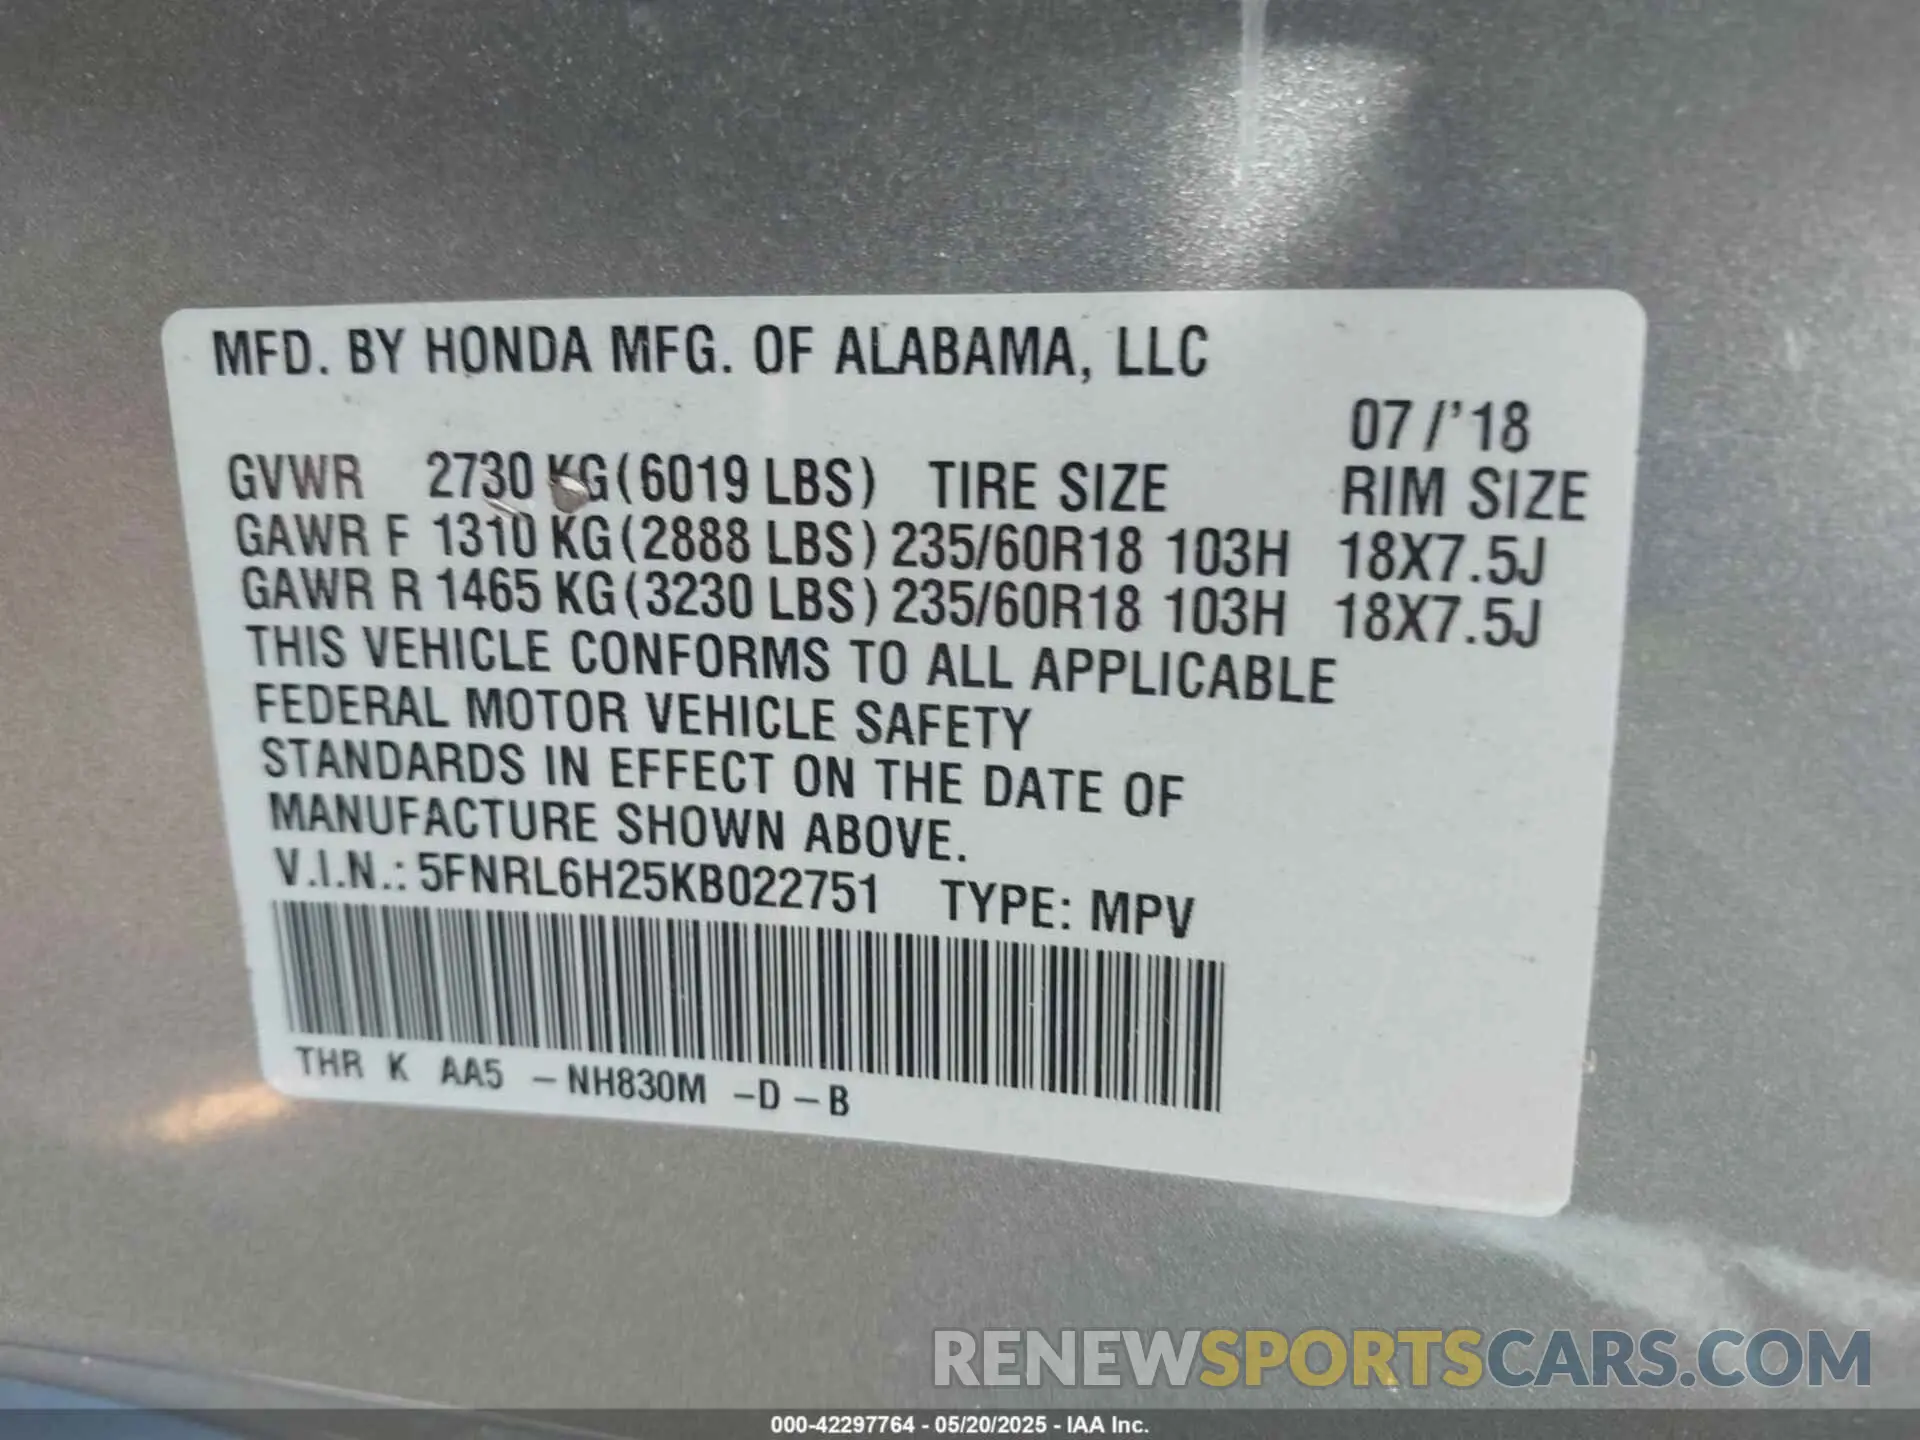 MFD. BY HONDA MFG. OF ALABAMA, LLC
07 /'18
GVWR 2730 KG(6019 LBS) TIRE SIZE RIM SIZE
GAWR F 1310 KG(2888 LBS) 235/60R18 103H 18X7.5J
GAWR R 1465 KG(3230 LBS) 235/60R18 103H 18X7.5J
THIS VEHICLE CONFORMS TO ALL APPLICABLE
FEDERAL MOTOR VEHICLE SAFETY
STANDARDS IN EFFECT ON THE DATE OF
MANUFACTURE SHOWN ABOVE.
V.I.N.: 5FNRL6H25KB022751 TYPE: MPV
THR K AA5 -NH830M -D-B
RENEWSPORTSCARS.COM
000-42297764 - 05/20/2025 - IAA Inc.